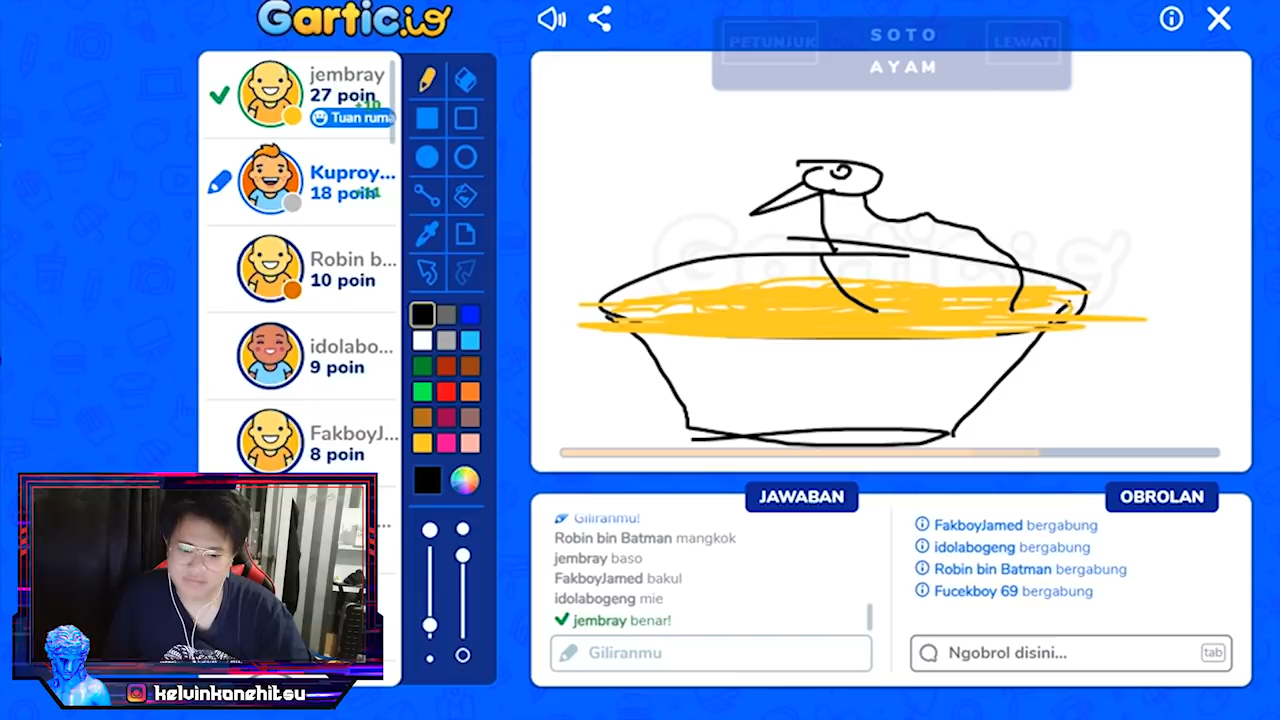 Gartic.io
PETUNJUK
SOTO
AYAM
LEWATI
jembray
27 poin
Tuan ruma
Kuproy...
18 poin
Robin b...
10 poin
idolabo...
9 poin
FakboyJ...
8 poin
JAWABAN
Giliranmu!
Robin bin Batman mangkok
jembray baso
FakboyJamed bakul
idolabogeng mie
jembray benar!
Giliranmu
OBROLAN
FakboyJamed bergabung
idolabogeng bergabung
Robin bin Batman bergabung
Fucekboy 69 bergabung
Ngobrol disini...
tab
kelvinkanehitsu